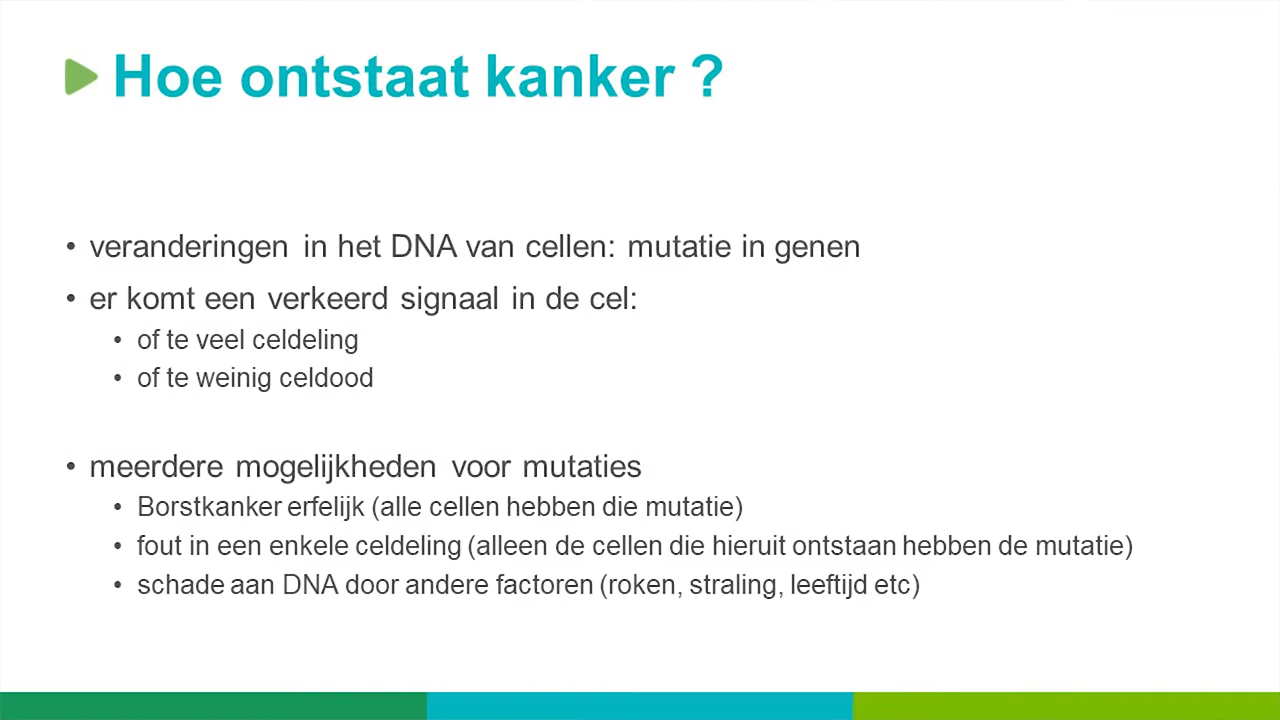 Hoe ontstaat kanker ?
• veranderingen in het DNA van cellen: mutatie in genen
• er komt een verkeerd signaal in de cel:
• of te veel celdeling
• of te weinig celdood
• meerdere mogelijkheden voor mutaties
• Borstkanker erfelijk (alle cellen hebben die mutatie)
• fout in een enkele celdeling (alleen de cellen die hieruit ontstaan hebben de mutatie)
• schade aan DNA door andere factoren (roken, straling, leeftijd etc)